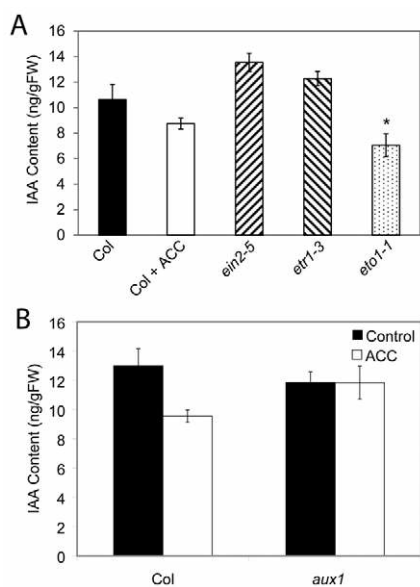 A
IAA Content (ng/gFW)
16
14
12
10
8
6
4
2
0
*
Col
Col + ACC
ein2-5
etr1-3
eto1-1
B
IAA Content (ng/gFW)
16
14
12
10
8
6
4
2
0
Control
ACC
Col
aux1